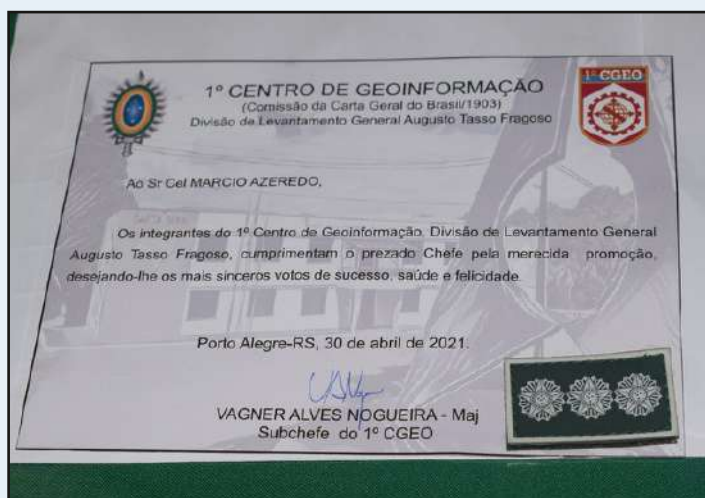 1º CENTRO DE GEOINFORMAÇÃO
1º CGEO
(Comissão da Carta Geral do Brasil/1903)
Divisão de Levantamento General Augusto Tasso Fragoso
Ao Sr Cel MARCIO AZEREDO,
Os integrantes do 1º Centro de Geoinformação, Divisão de Levantamento General
Augusto Tasso Fragoso, cumprimentam o prezado Chefe pela merecida promoção,
desejando-lhe os mais sinceros votos de sucesso, saúde e felicidade.
Porto Alegre-RS, 30 de abril de 2021.
VAGNER ALVES NOGUEIRA - Maj
Subchefe do 1º CGEO